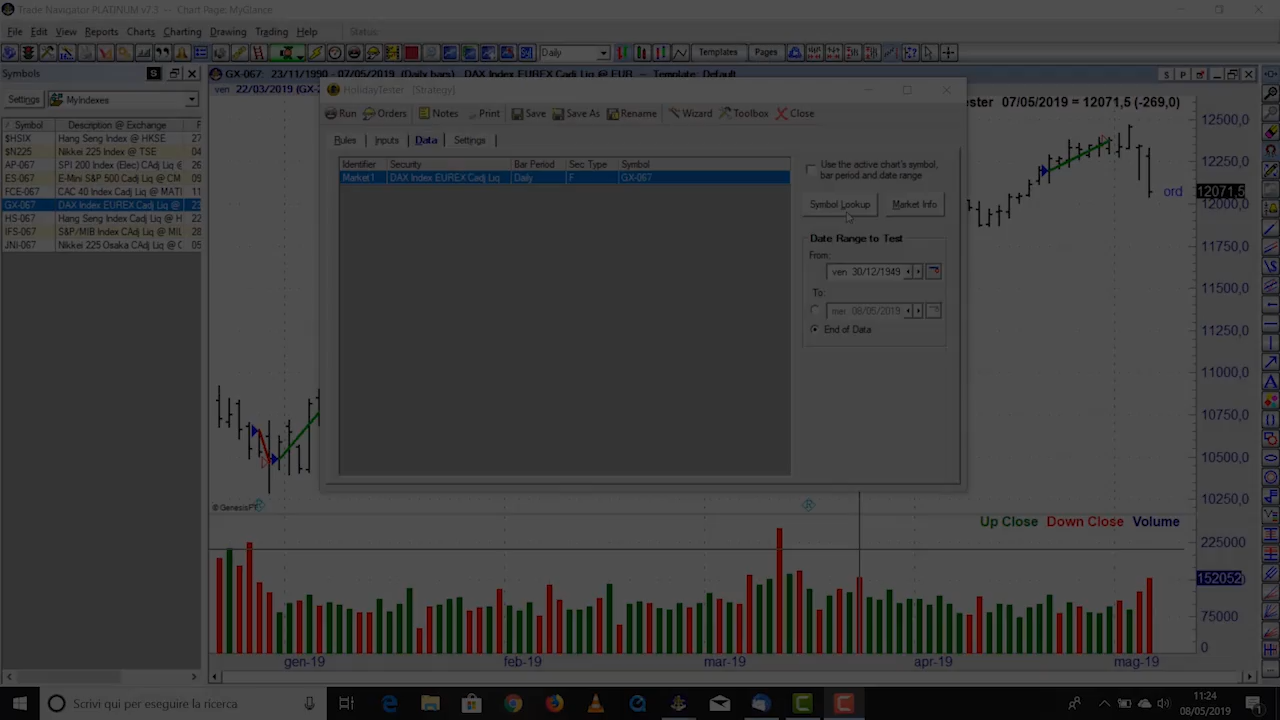 Trade Navigator PLATINUM v7.3 - Chart Page: MyGlance
File Edit View Reports Charts Charting Drawing Trading Help Status:
Daily Templates Pages
Symbols S
GX-067: 23/11/1990 - 07/05/2019 (Daily bars) DAX Index EUREX Cadj Liq @ EUR — Template: Default S P
Settings MyIndexes
ven 22/03/2019 (GX-
07/05/2019 = 12071,5 (-269,0)
HolidayTester (Strategy)
Run Orders Notes Print Save Save As Rename Wizard Toolbox Close
Rules Inputs Data Settings
Symbol Description @ Exchange
$HSIX Hang Seng Index @ HKSE 27
$N225 Nikkei 225 Index @ TSE
AP-067 SPI 200 Index (Elec) CAdj Liq
ES-067 E-Mini S&P 500 CAdj Liq @ CM
FCE-067 CAC 40 Index CAdj Liq @ MATI
GX-067 DAX Index EUREX Cadj Liq @ 23
HS-067 Hang Seng Index CAdj Liq @ H
IFS-067 S&P/MIB Index CAdj Liq @ M
JNI-067 Nikkei 225 Osaka CAdj Liq @ C
Identifier Security Bar Period Sec Type Symbol
Market1 DAX Index EUREX Cadj Liq Daily F GX-067
Use the active chart's symbol,
bar period and date range
Symbol Lookup Market Info
Date Range to Test
From:
ven 30/12/1949
To:
mer 08/05/2019
End of Data
ord
12500,0
12250,0
12071,5
12000,0
11750,0
11500,0
11250,0
11000,0
10750,0
10500,0
10250,0
Up Close Down Close Volume
225000
152052
75000
0
gen-19 feb-19 mar-19 apr-19 mag-19
Scrivi qui per eseguire la ricerca
11:24
08/05/2019